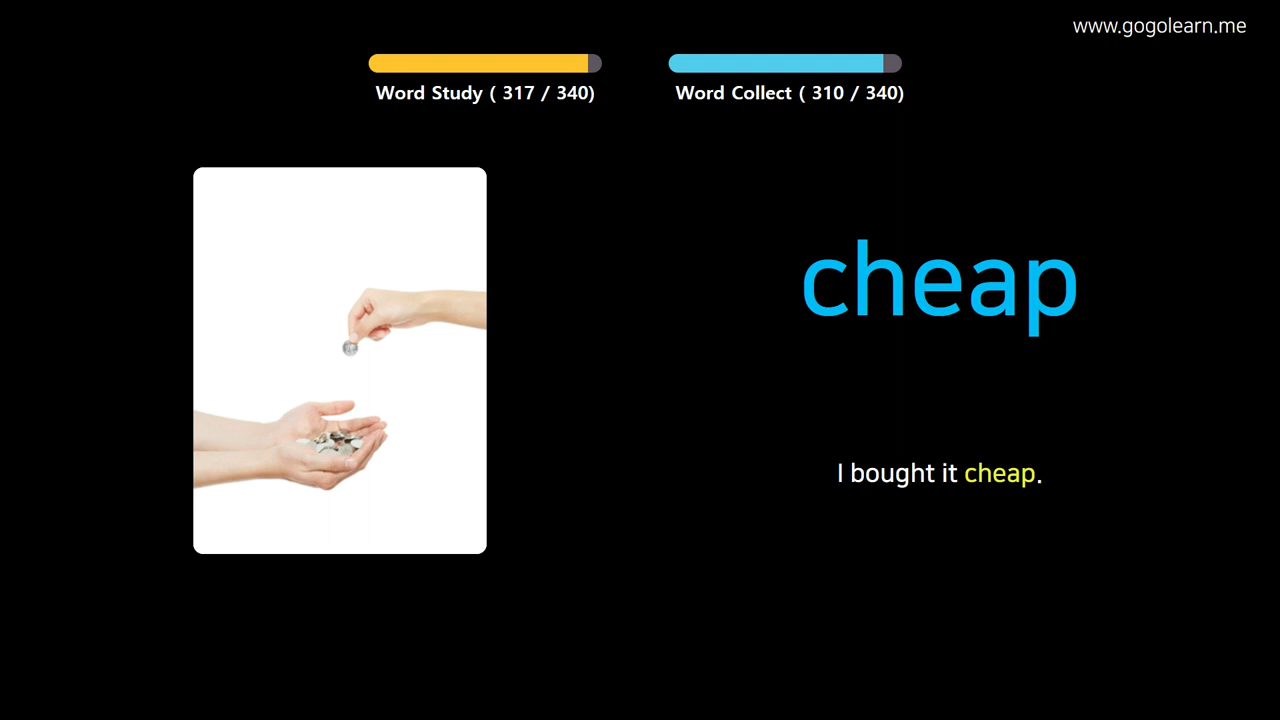 www.gogolearn.me
Word Study ( 317 / 340)
Word Collect ( 310 / 340)
cheap
I bought it cheap.